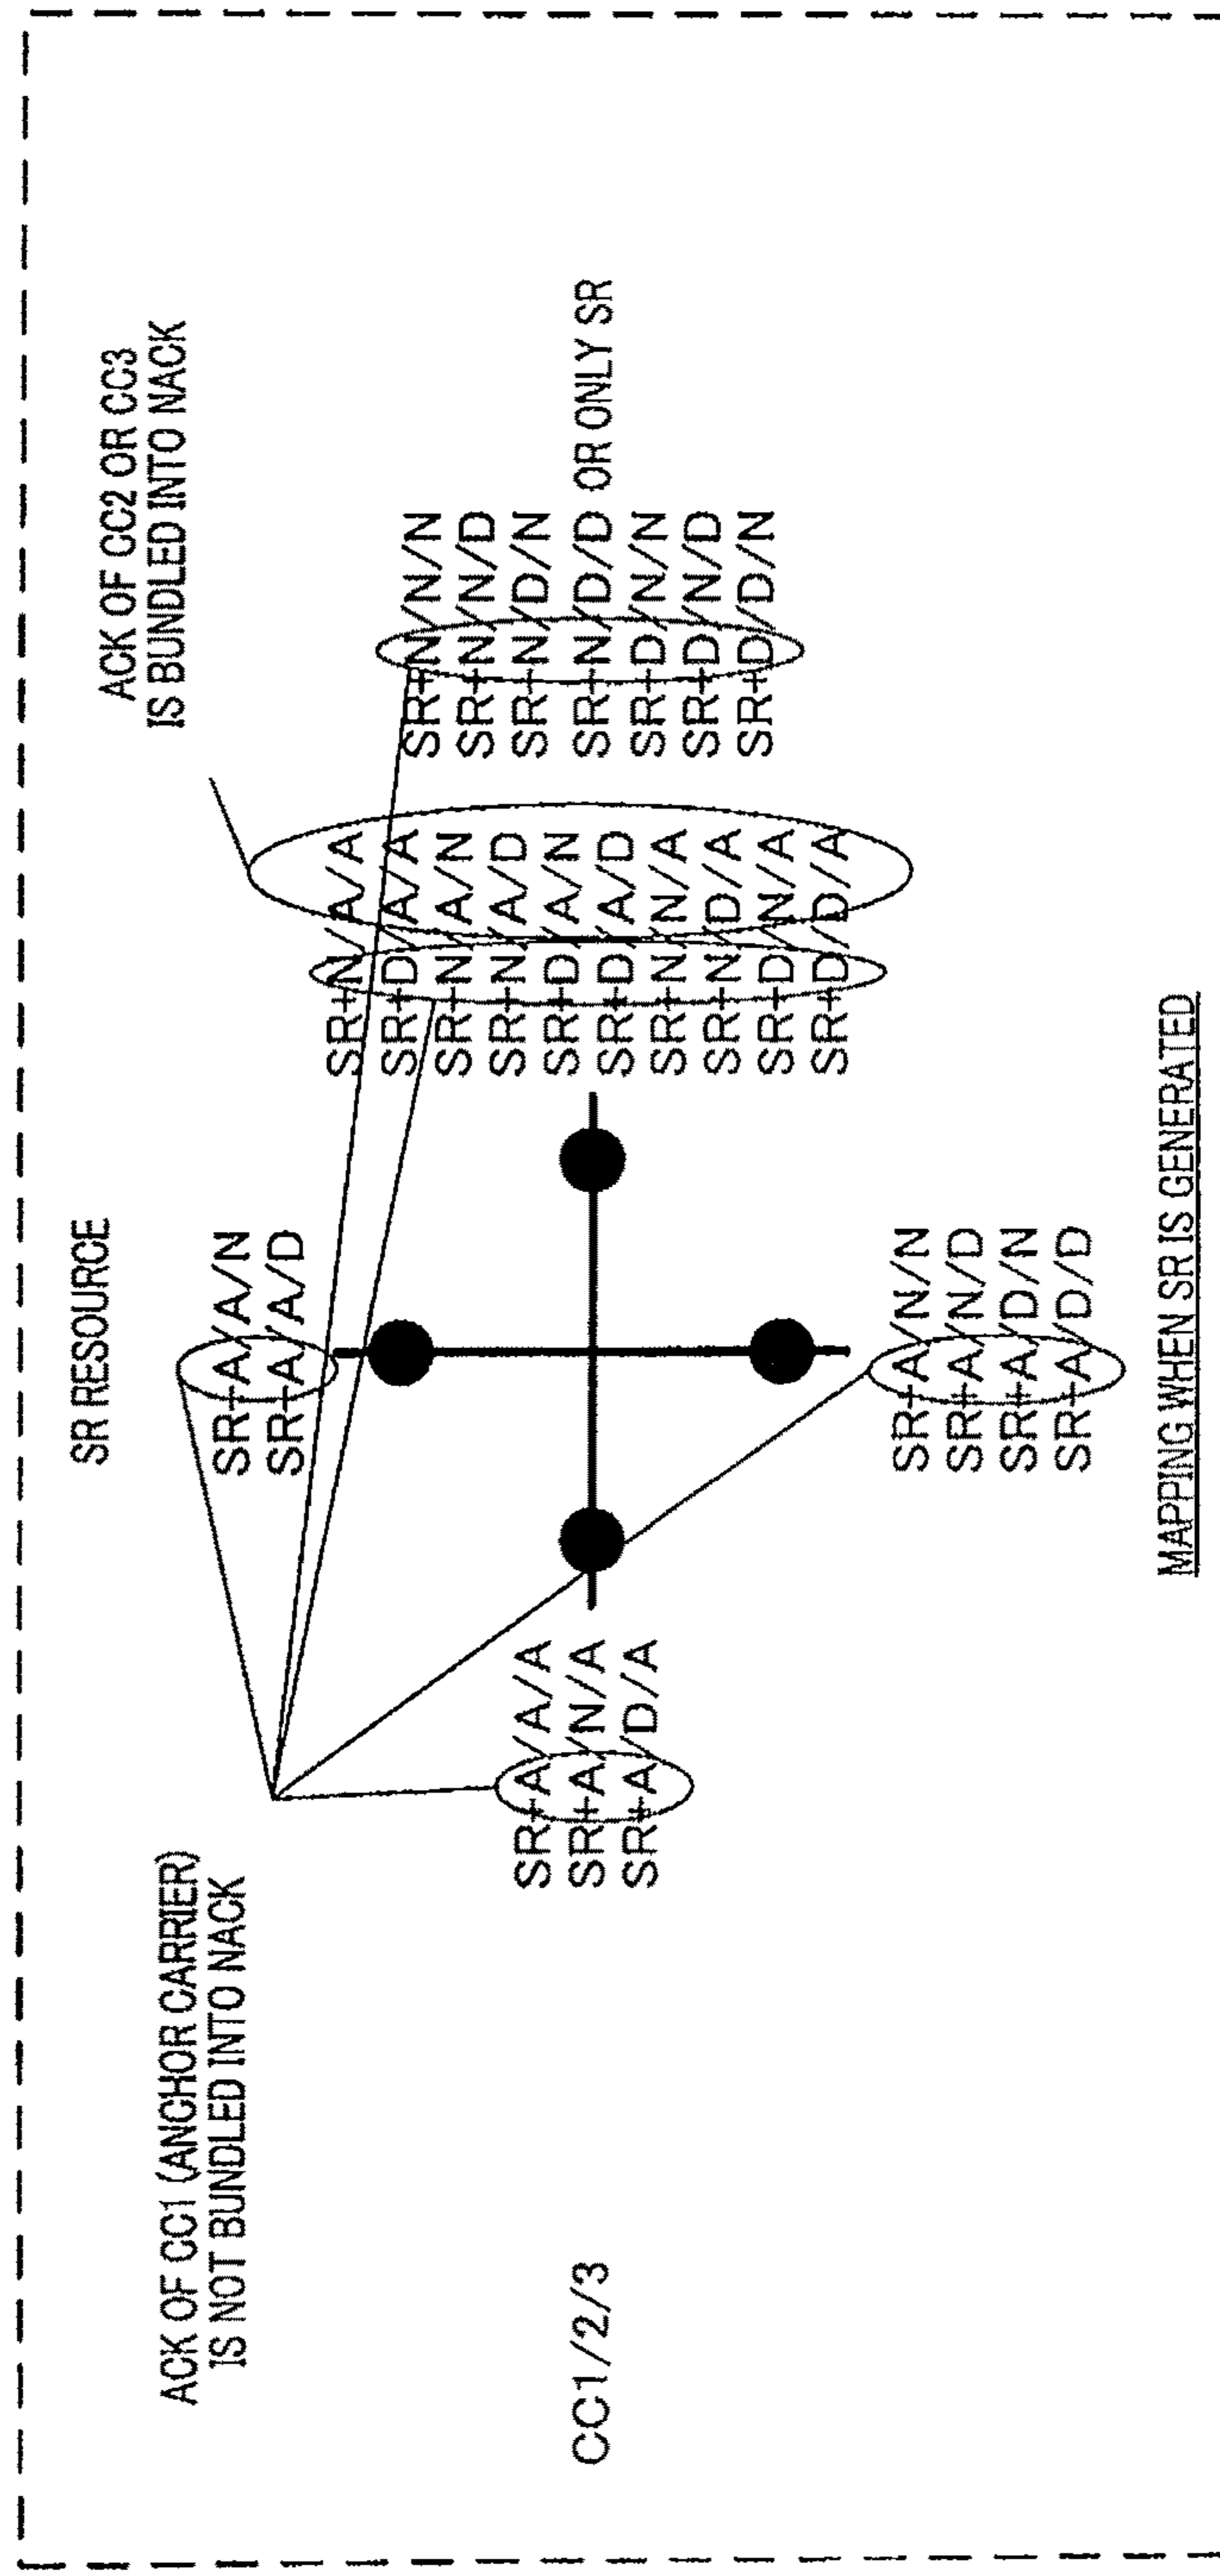 SR RESOURCE
ACK OF CC1 (ANCHOR CARRIER)
IS NOT BUNDLED INTO NACK
ACK OF CC2 OR CC3
IS BUNDLED INTO NACK
CC1/2/3
SR+A/A/A
SR+A/N/A
SR+A/D/A
SR+A/A/N
SR+A/A/D
SR+A/N/N
SR+A/N/D
SR+A/D/N
SR+A/D/D
SR+N/A/A
SR+D/A/A
SR+N/A/N
SR+N/A/D
SR+D/A/N
SR+D/A/D
SR+N/N/A
SR+N/D/A
SR+D/N/A
SR+D/D/A
SR+N/N/N
SR+N/N/D
SR+N/D/N
SR+N/D/D OR ONLY SR
SR+D/N/N
SR+D/N/D
SR+D/D/N
MAPPING WHEN SR IS GENERATED